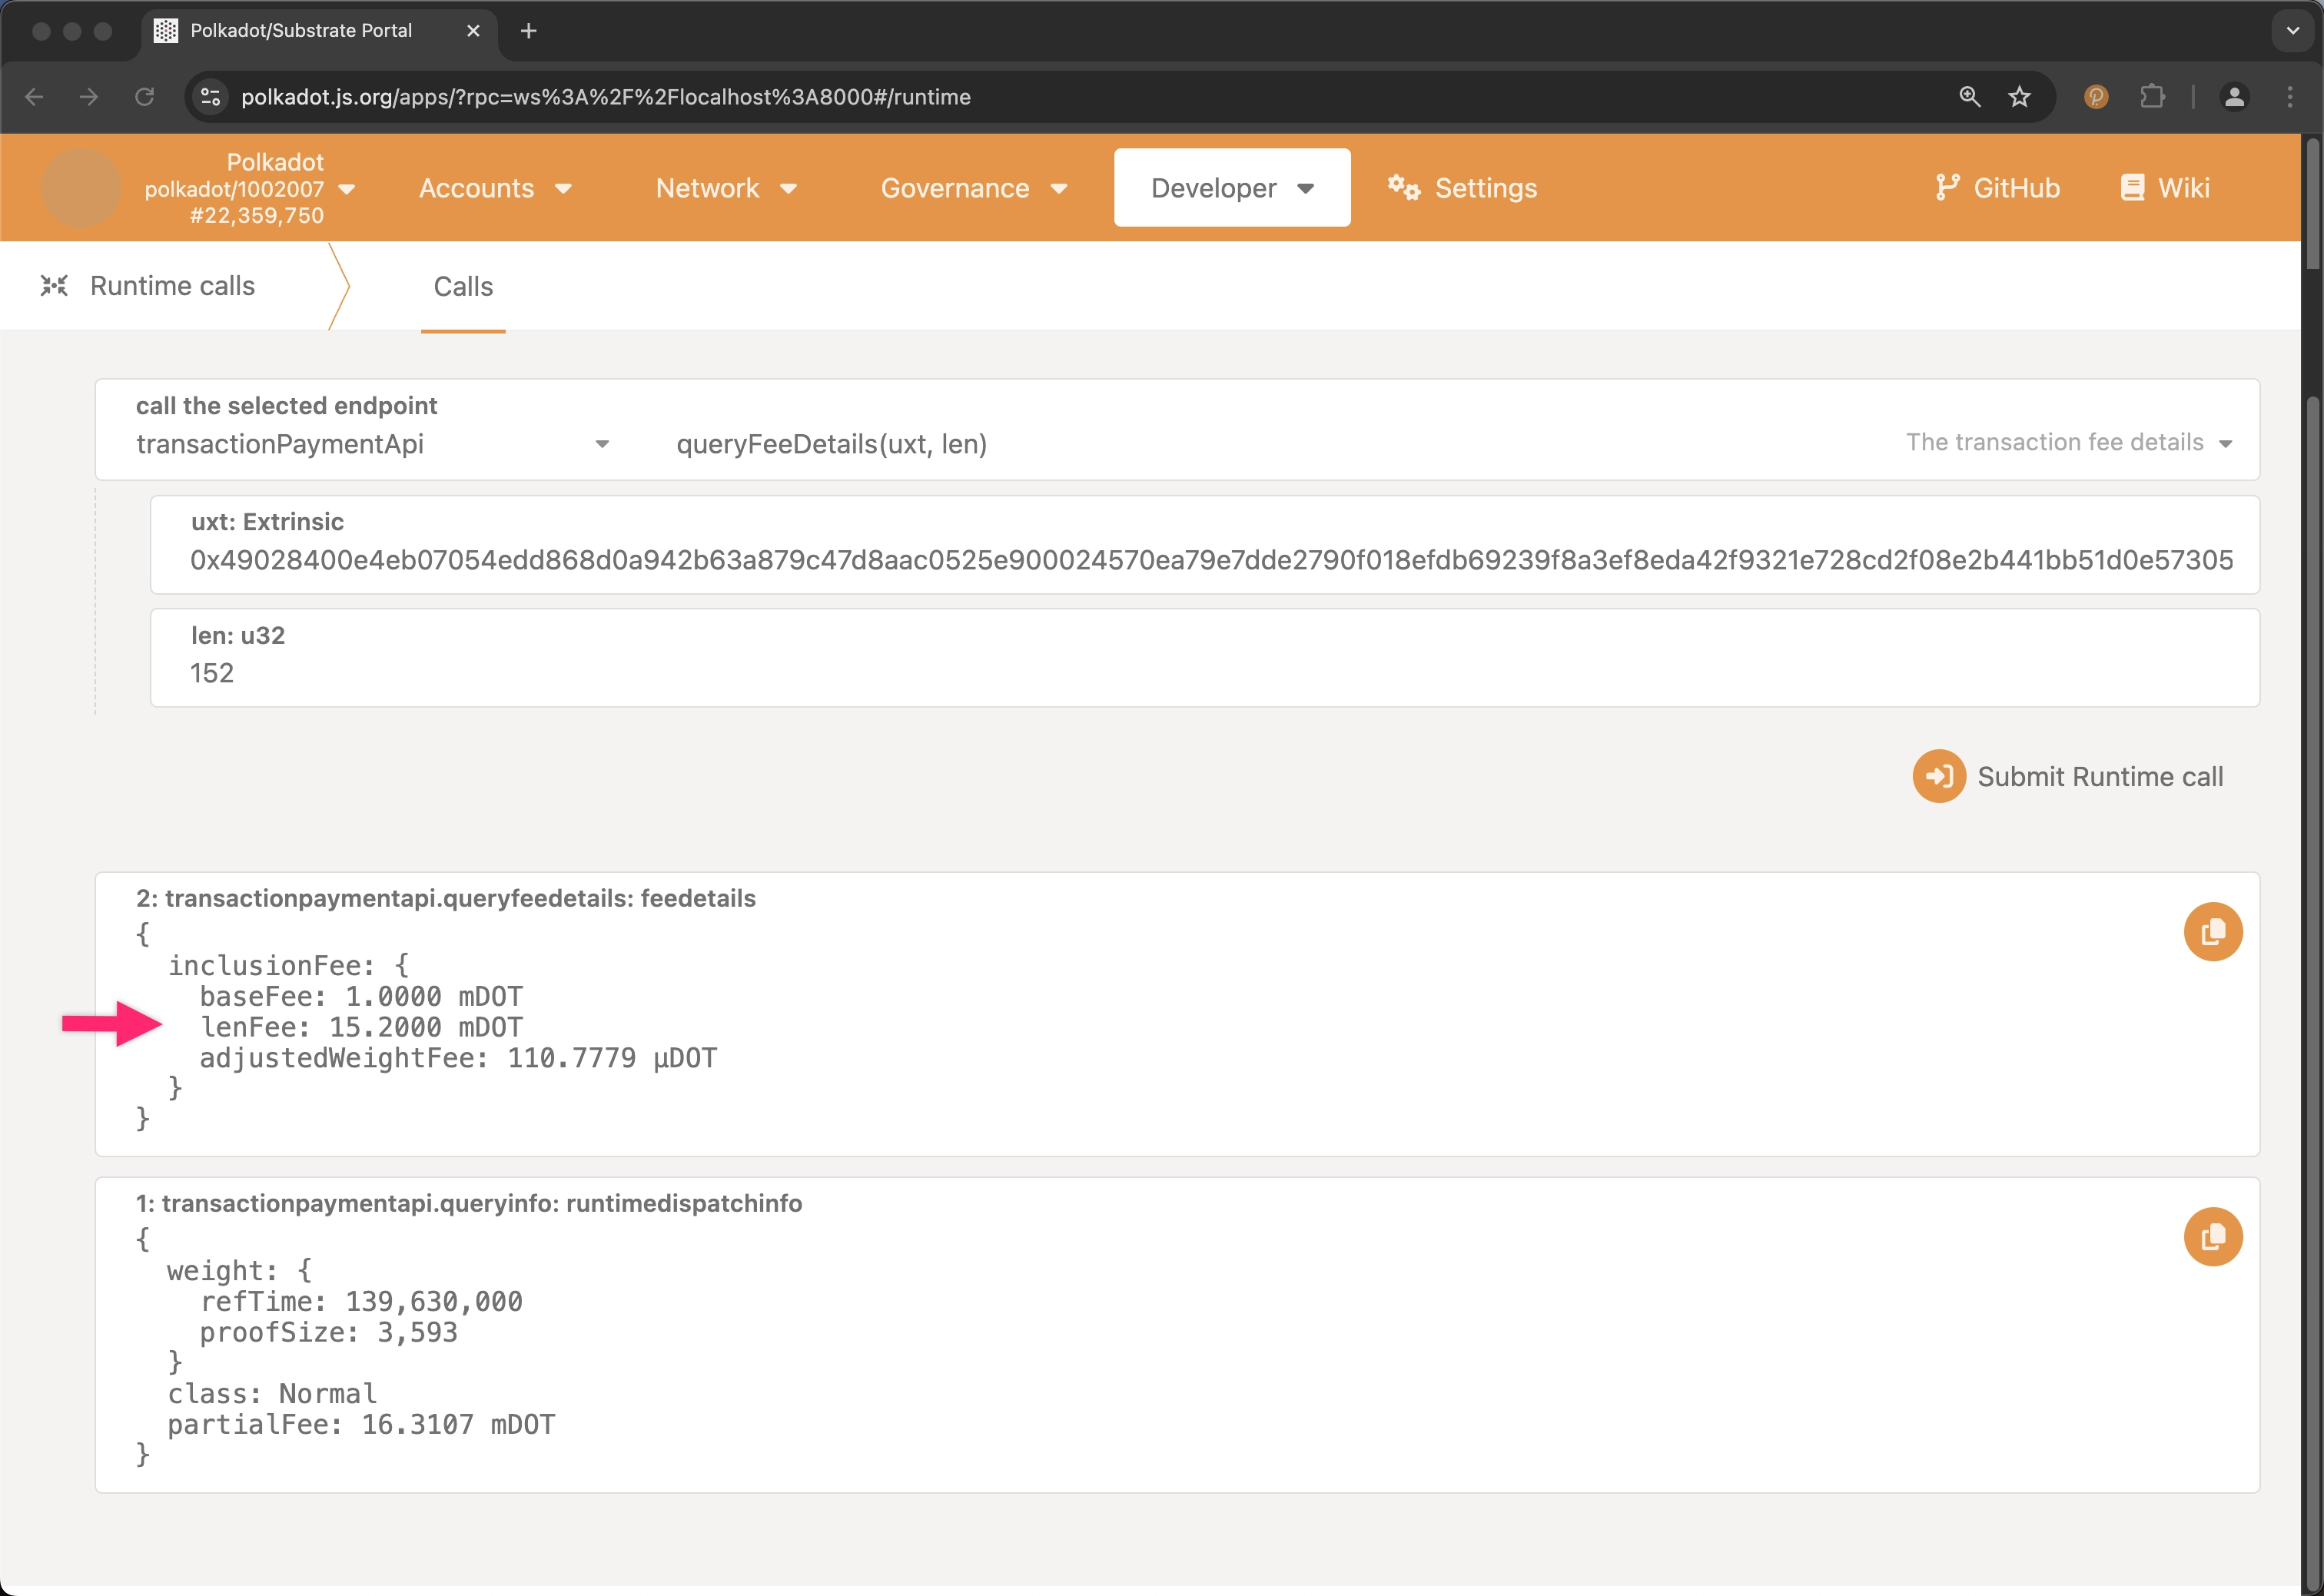 Polkadot/Substrate Portal
polkadot.js.org/apps/?rpc=ws%3A%2F%2Flocalhost%3A8000#/runtime
Polkadot
polkadot/1002007
#22,359,750
Accounts
Network
Governance
Developer
Settings
GitHub
Wiki
Runtime calls
Calls
call the selected endpoint
transactionPaymentApi
queryFeeDetails(uxt, len)
The transaction fee details
uxt: Extrinsic
0x49028400e4eb07054edd868d0a942b63a879c47d8aac0525e900024570ea79e7dde2790f018efdb69239f8a3ef8eda42f9321e728cd2f08e2b441bb51d0e57305
len: u32
152
Submit Runtime call
2: transactionpaymentapi.queryfeedetails: feedetails
{
  inclusionFee: {
    baseFee: 1.0000 mDOT
    lenFee: 15.2000 mDOT
    adjustedWeightFee: 110.7779 µDOT
  }
}
1: transactionpaymentapi.queryinfo: runtimedispatchinfo
{
  weight: {
    refTime: 139,630,000
    proofSize: 3,593
  }
  class: Normal
  partialFee: 16.3107 mDOT
}